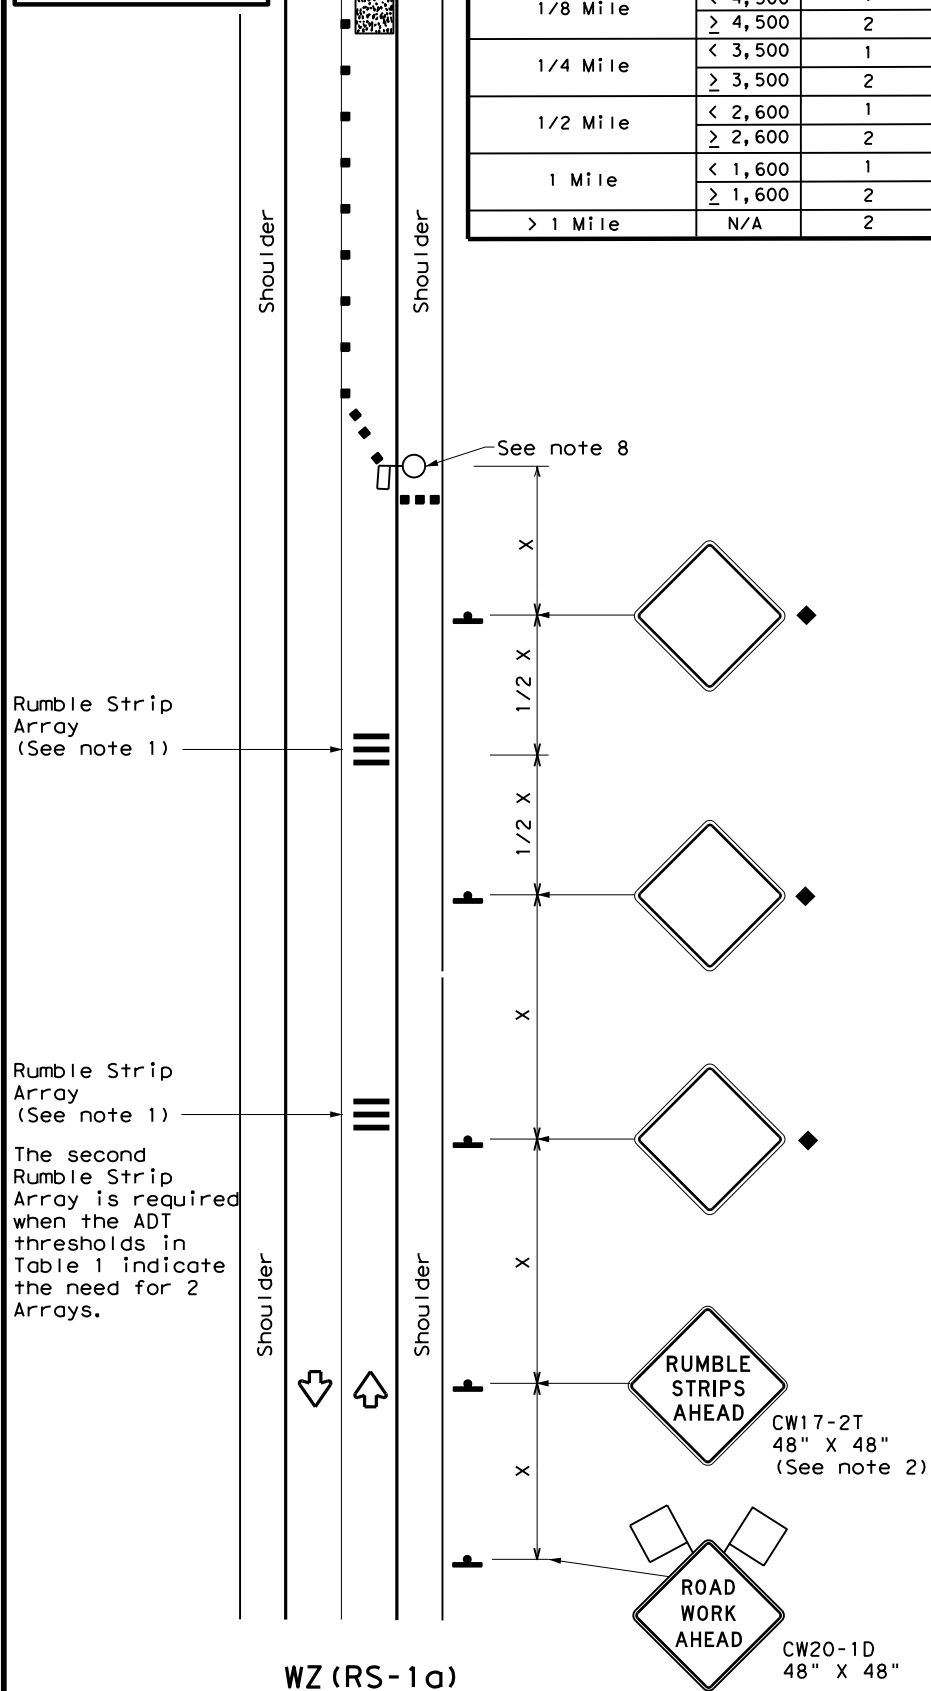 1/8 Mile
≥ 4,500 2
1/4 Mile
< 3,500 1
≥ 3,500 2
1/2 Mile
< 2,600 1
≥ 2,600 2
1 Mile
< 1,600 1
≥ 1,600 2
> 1 Mile N/A 2
Shoulder
Shoulder
See note 8
X
1/2 X
Rumble Strip
Array
(See note 1)
1/2 X
X
Rumble Strip
Array
(See note 1)
The second
Rumble Strip
Array is required
when the ADT
thresholds in
Table 1 indicate
the need for 2
Arrays.
Shoulder
Shoulder
X
RUMBLE
STRIPS
AHEAD
CW17-2T
48" X 48"
(See note 2)
X
ROAD
WORK
AHEAD
CW20-1D
48" X 48"
WZ (RS-1a)